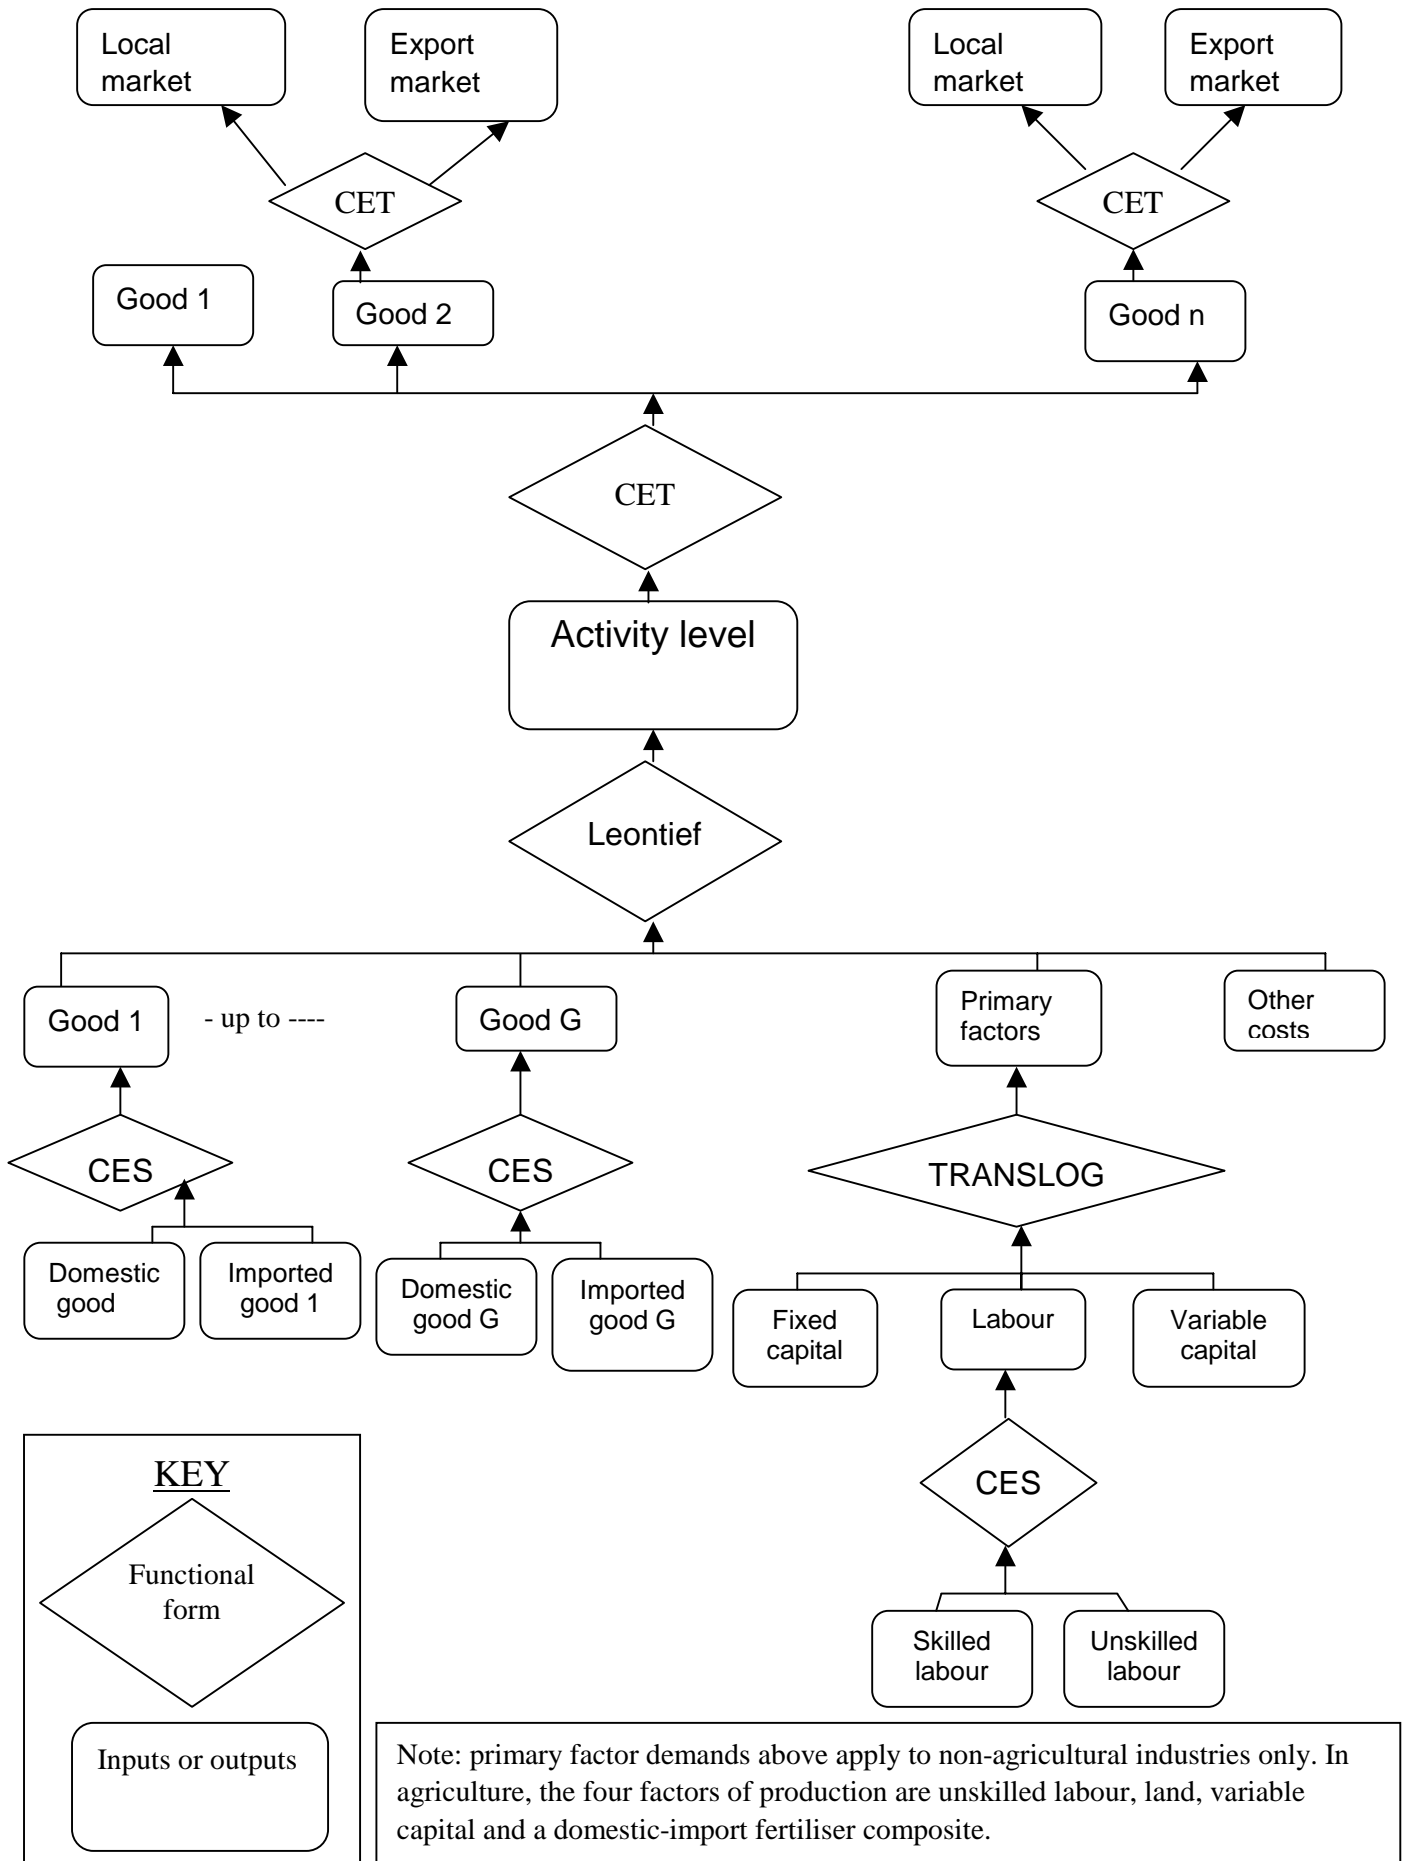 Local
market
Export
market
Local
market
Export
market
CET
CET
Good 1
Good 2
Good n
CET
Activity level
Leontief
Good 1
- up to ----
Good G
Primary
factors
Other
costs
CES
CES
TRANSLOG
Domestic
good
Imported
good 1
Domestic
good G
Imported
good G
Fixed
capital
Labour
Variable
capital
CES
Skilled
labour
Unskilled
labour
KEY
Functional
form
Inputs or outputs
Note: primary factor demands above apply to non-agricultural industries only. In
agriculture, the four factors of production are unskilled labour, land, variable
capital and a domestic-import fertiliser composite.